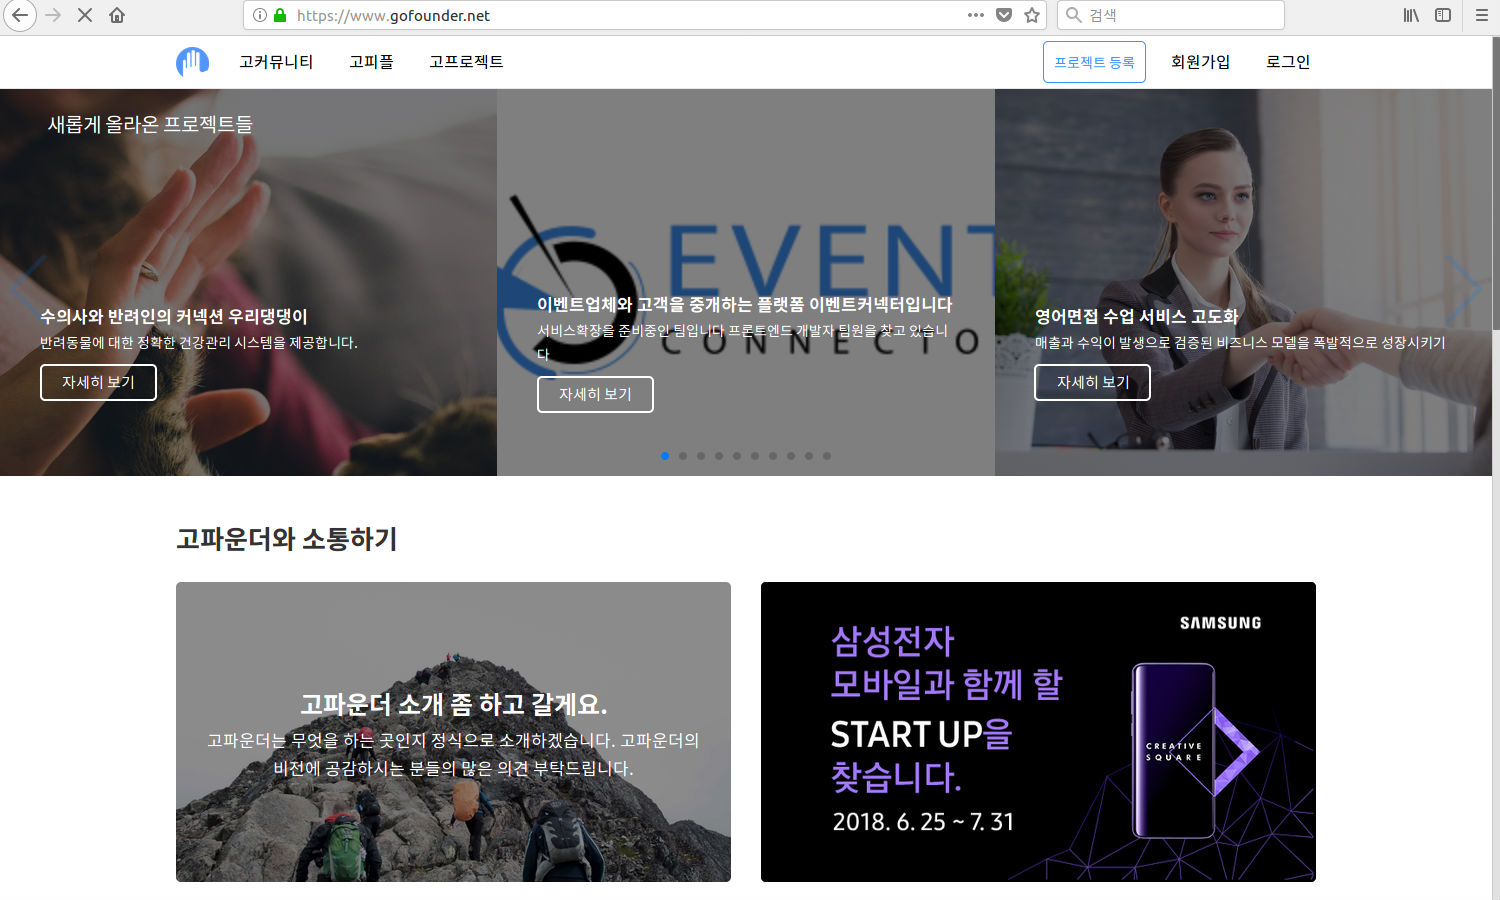 https://www.gofounder.net
검색
고커뮤니티
고피플
고프로젝트
프로젝트 등록
회원가입
로그인
새롭게 올라온 프로젝트들
수의사와 반려인의 커넥션 우리댕댕이
반려동물에 대한 정확한 건강관리 시스템을 제공합니다.
자세히 보기
EVENT
CONNECTO
이벤트업체와 고객을 중개하는 플랫폼 이벤트커넥터입니다
서비스확장을 준비중인 팀입니다 프론트엔드 개발자 팀원을 찾고 있습니
다
자세히 보기
영어면접 수업 서비스 고도화
매출과 수익이 발생으로 검증된 비즈니스 모델을 폭발적으로 성장시키기
자세히 보기
고파운더와 소통하기
고파운더 소개 좀 하고 갈게요.
고파운더는 무엇을 하는 곳인지 정식으로 소개하겠습니다. 고파운더의
비전에 공감하시는 분들의 많은 의견 부탁드립니다.
SAMSUNG
삼성전자
모바일과 함께 할
START UP을
찾습니다.
2018. 6. 25 ~ 7. 31
CREATIVE
SQUARE